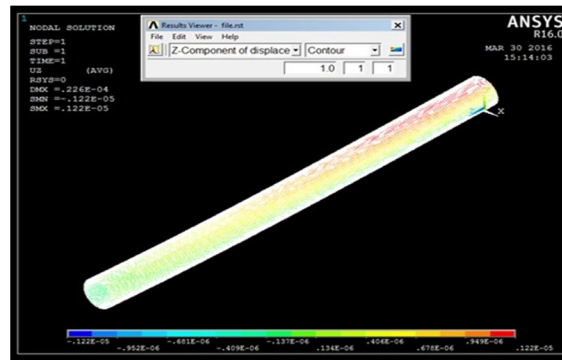 1
NODAL SOLUTION
STEP=1
SUB =1
TIME=1
UZ (AVG)
RSYS=0
DMX =.226E-04
SMN =-.122E-05
SMX =.122E-05
Results Viewer - file.rst
File Edit View Help
Z-Component of displace Contour
1.0 1 1
ANSYS
R16.0
MAR 30 2016
15:14:03
X
-.122E-05 -.681E-06 -.137E-06 .406E-06 .949E-06
-.952E-06 -.409E-06 .134E-06 .678E-06 .122E-05